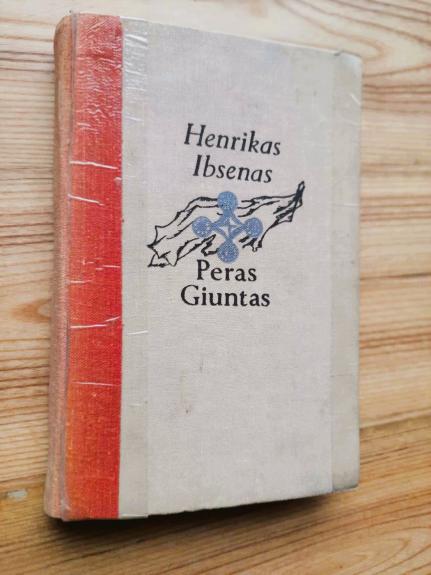 Henrikas
Ibsenas
Peras
Giuntas